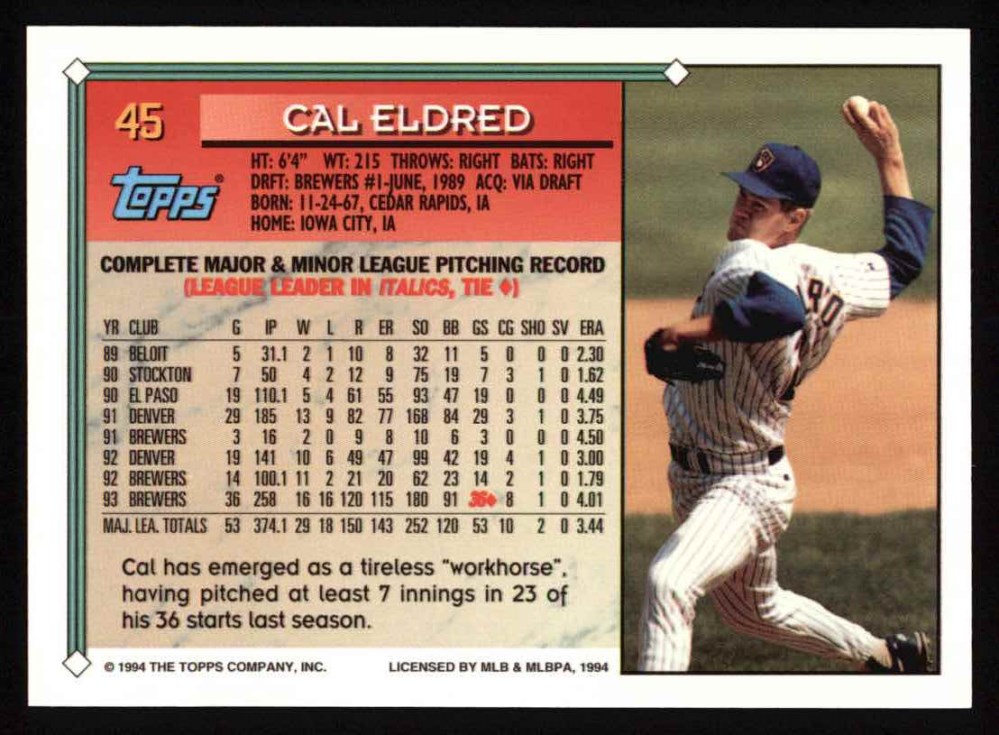 45
CAL ELDRED
topps®
HT: 6'4" WT: 215 THROWS: RIGHT BATS: RIGHT
DRFT: BREWERS #1-JUNE, 1989 ACQ: VIA DRAFT
BORN: 11-24-67, CEDAR RAPIDS, IA
HOME: IOWA CITY, IA
COMPLETE MAJOR & MINOR LEAGUE PITCHING RECORD
(LEAGUE LEADER IN ITALICS, TIE ♦)
YR CLUB G IP W L R ER SO BB GS CG SHO SV ERA
89 BELOIT 5 31.1 2 1 10 8 32 11 5 0 0 0 2.30
90 STOCKTON 7 50 4 2 12 9 75 19 7 3 1 0 1.62
90 EL PASO 19 110.1 5 4 61 55 93 47 19 0 0 0 4.49
91 DENVER 29 185 13 9 82 77 168 84 29 3 1 0 3.75
91 BREWERS 3 16 2 0 9 8 10 6 3 0 0 0 4.50
92 DENVER 19 141 10 6 49 47 99 42 19 4 1 0 3.00
92 BREWERS 14 100.1 11 2 21 20 62 23 14 2 1 0 1.79
93 BREWERS 36 258 16 16 120 115 180 91 36♦ 8 1 0 4.01
MAJ. LEA. TOTALS 53 374.1 29 18 150 143 252 120 53 10 2 0 3.44
Cal has emerged as a tireless "workhorse",
having pitched at least 7 innings in 23 of
his 36 starts last season.
© 1994 THE TOPPS COMPANY, INC. LICENSED BY MLB & MLBPA, 1994